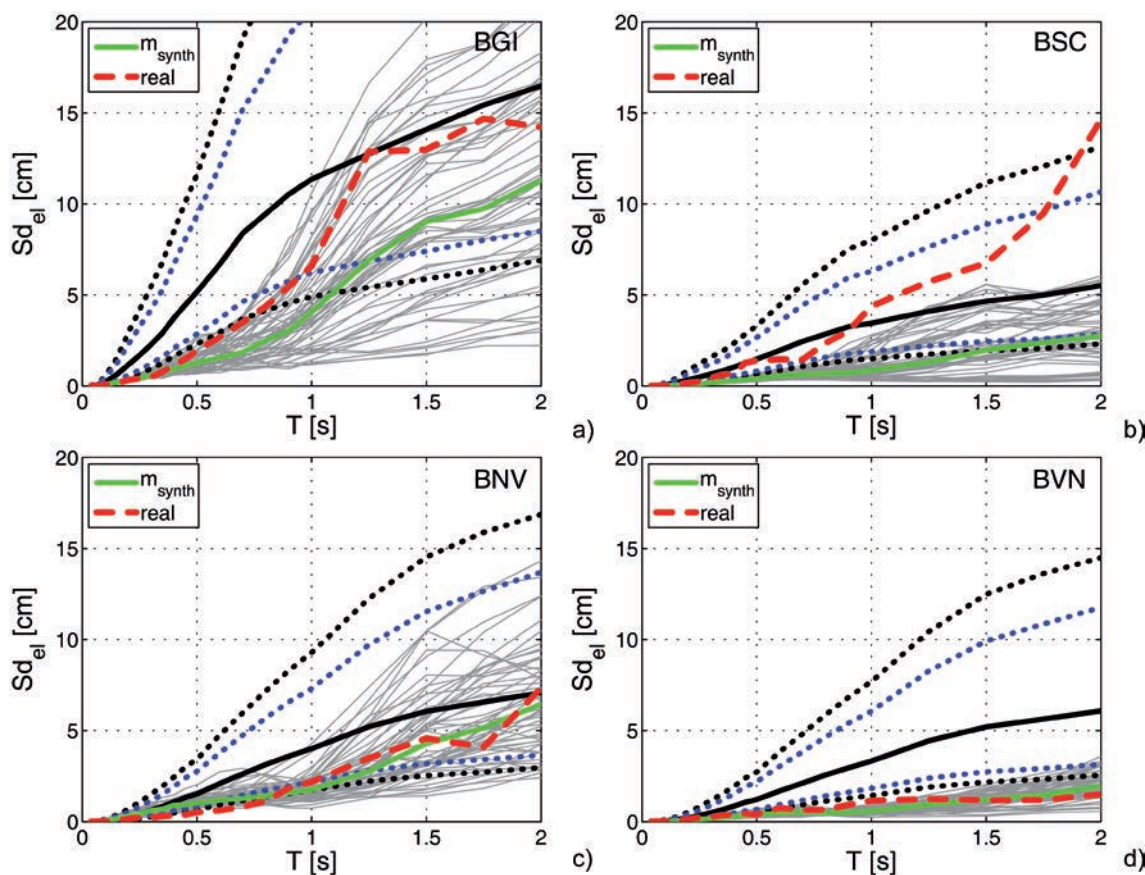 20
15
10
5
0
Sd_el [cm]
m_synth
real
BGI
0 0.5 1 1.5 2
T [s]
a)
20
15
10
5
0
Sd_el [cm]
m_synth
real
BSC
0 0.5 1 1.5 2
T [s]
b)
20
15
10
5
0
Sd_el [cm]
m_synth
real
BNV
0 0.5 1 1.5 2
T [s]
c)
20
15
10
5
0
Sd_el [cm]
m_synth
real
BVN
0 0.5 1 1.5 2
T [s]
d)